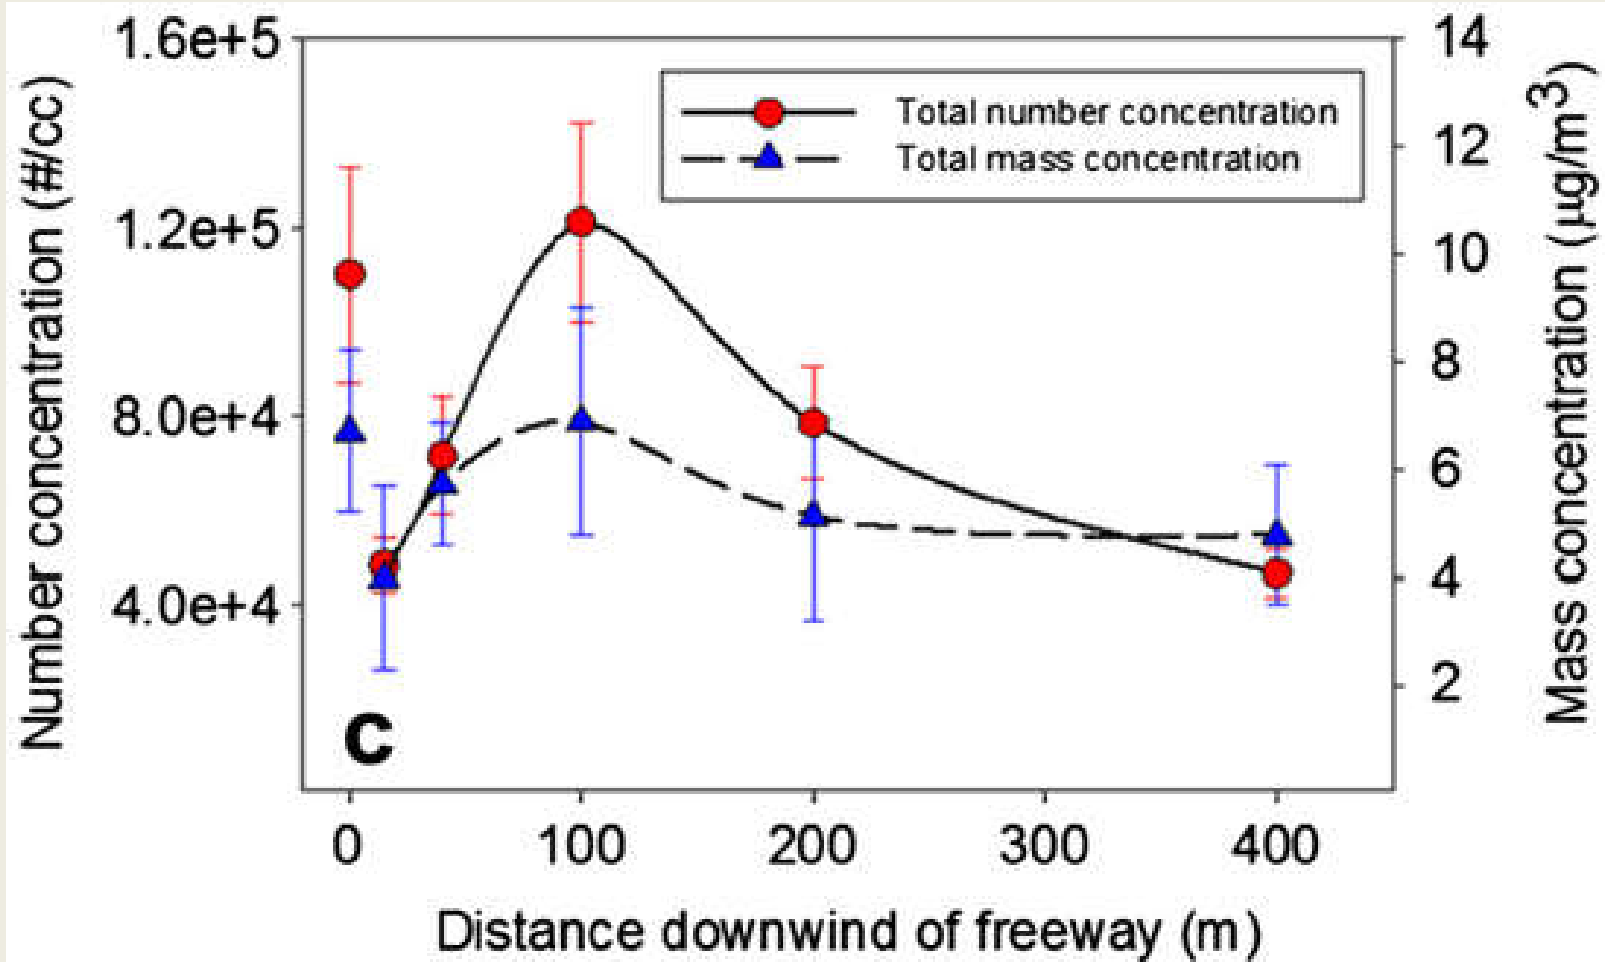 1.6e+5
1.2e+5
8.0e+4
4.0e+4
Number concentration (#/cc)
Total number concentration
Total mass concentration
C
14
12
10
8
6
4
2
Mass concentration (µg/m3)
0 100 200 300 400
Distance downwind of freeway (m)